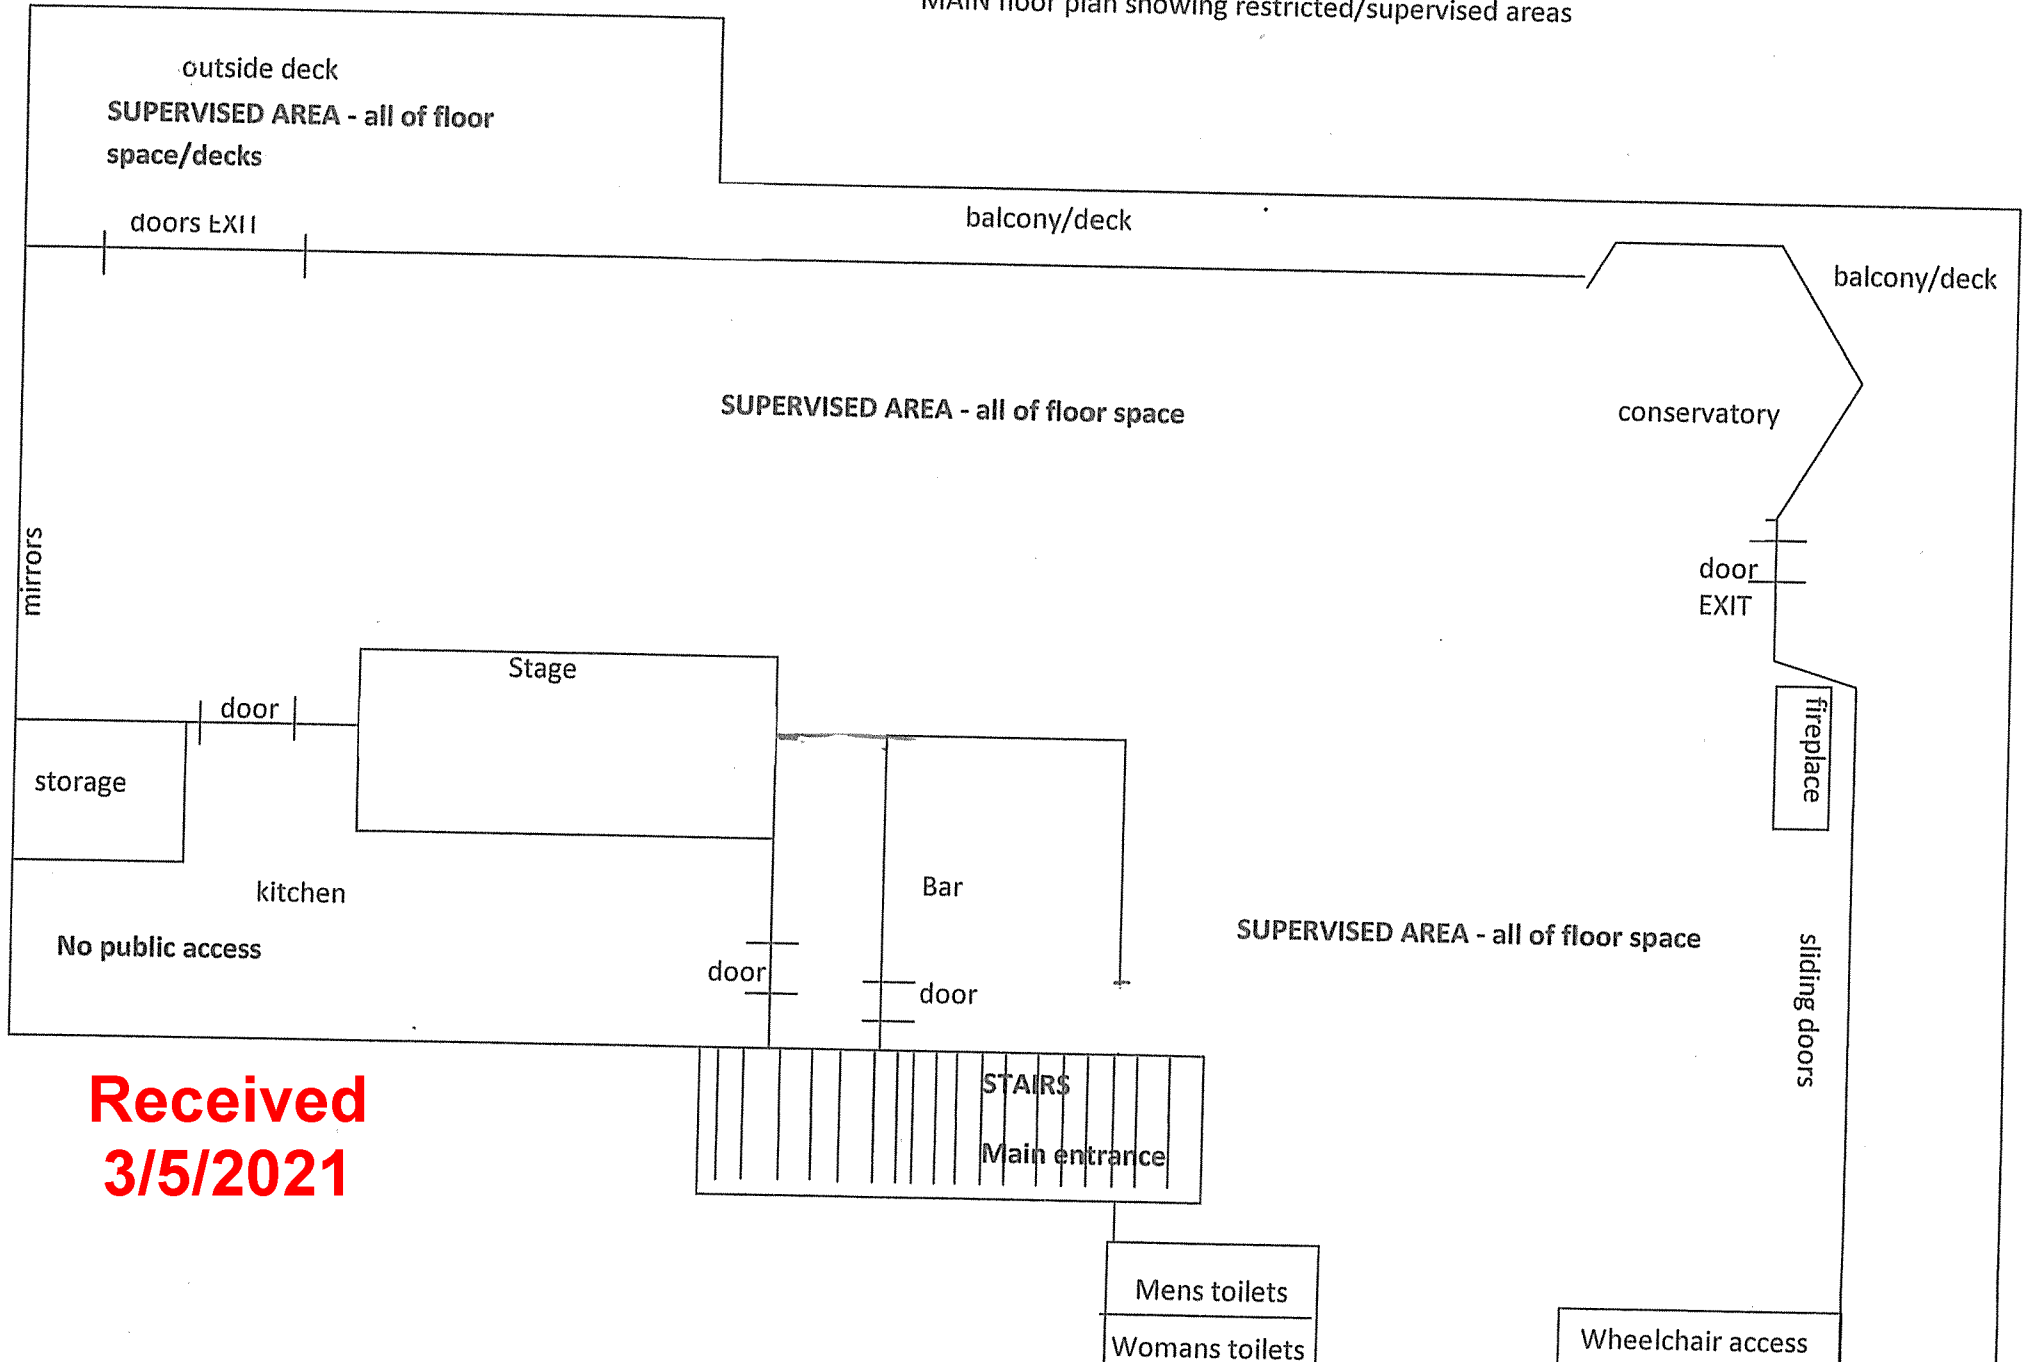 MAIN floor plan showing restricted/supervised areas
outside deck
SUPERVISED AREA - all of floor
space/decks
doors EXIT
balcony/deck
balcony/deck
SUPERVISED AREA - all of floor space
conservatory
mirrors
door
EXIT
Stage
door
fireplace
storage
kitchen
Bar
No public access
SUPERVISED AREA - all of floor space
door
door
sliding doors
STAIRS
Main entrance
Received
3/5/2021
Mens toilets
Womans toilets
Wheelchair access